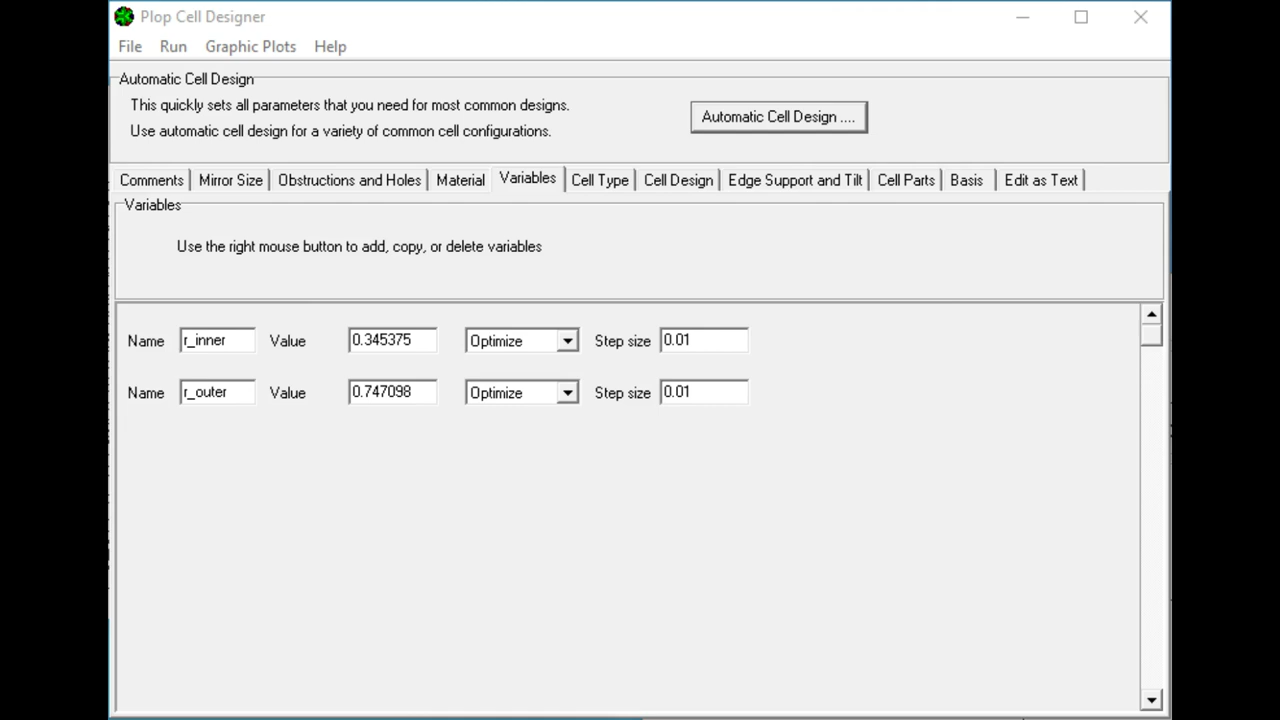 Plop Cell Designer
File Run Graphic Plots Help
Automatic Cell Design
This quickly sets all parameters that you need for most common designs.
Use automatic cell design for a variety of common cell configurations.
Automatic Cell Design ....
Comments Mirror Size Obstructions and Holes Material Variables Cell Type Cell Design Edge Support and Tilt Cell Parts Basis Edit as Text
Variables
Use the right mouse button to add, copy, or delete variables
Name r_inner Value 0.345375 Optimize Step size 0.01
Name r_outer Value 0.747098 Optimize Step size 0.01